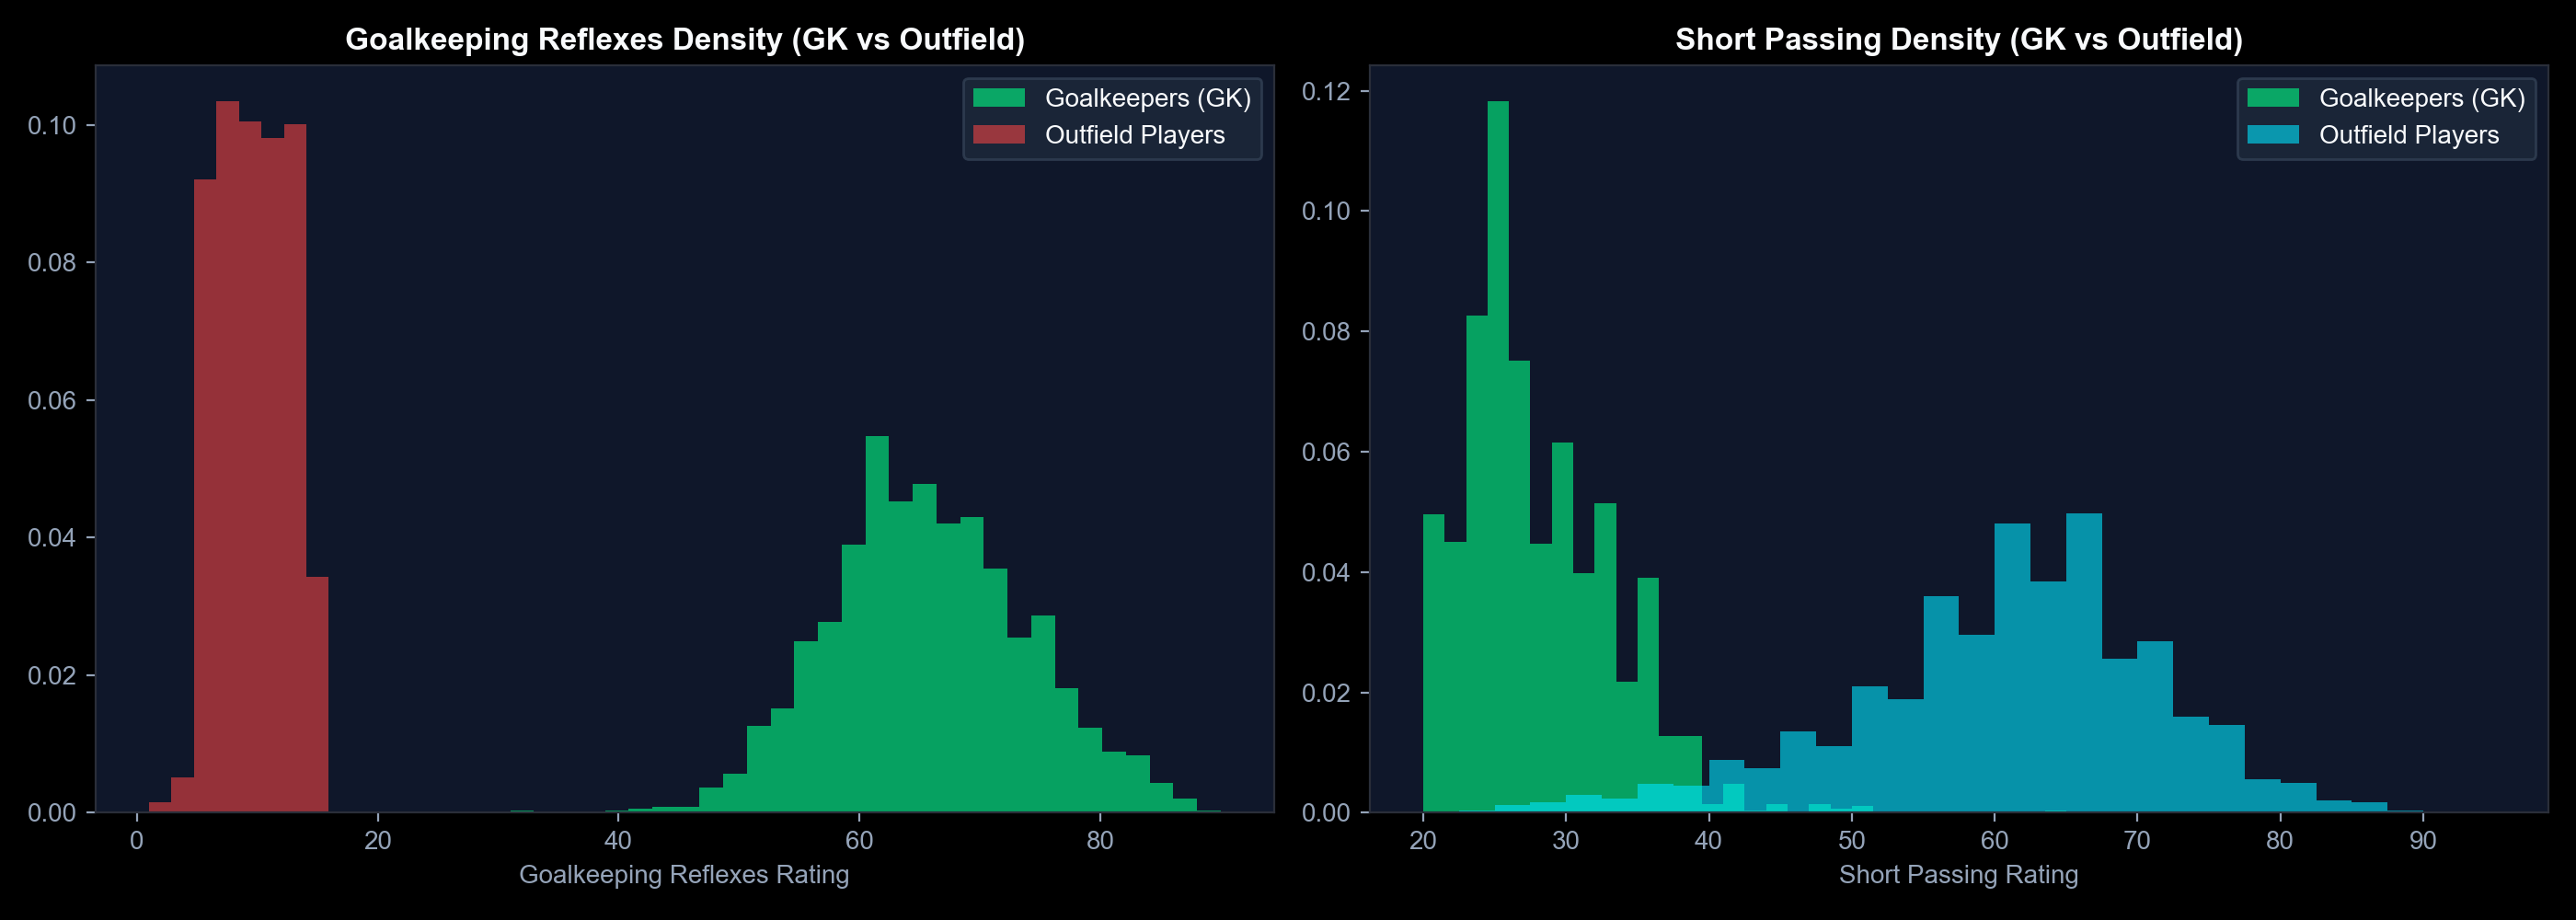 Goalkeeping Reflexes Density (GK vs Outfield)
Goalkeepers (GK)
Outfield Players
0.10
0.08
0.06
0.04
0.02
0.00
0 20 40 60 80
Goalkeeping Reflexes Rating
Short Passing Density (GK vs Outfield)
Goalkeepers (GK)
Outfield Players
0.12
0.10
0.08
0.06
0.04
0.02
0.00
20 30 40 50 60 70 80 90
Short Passing Rating